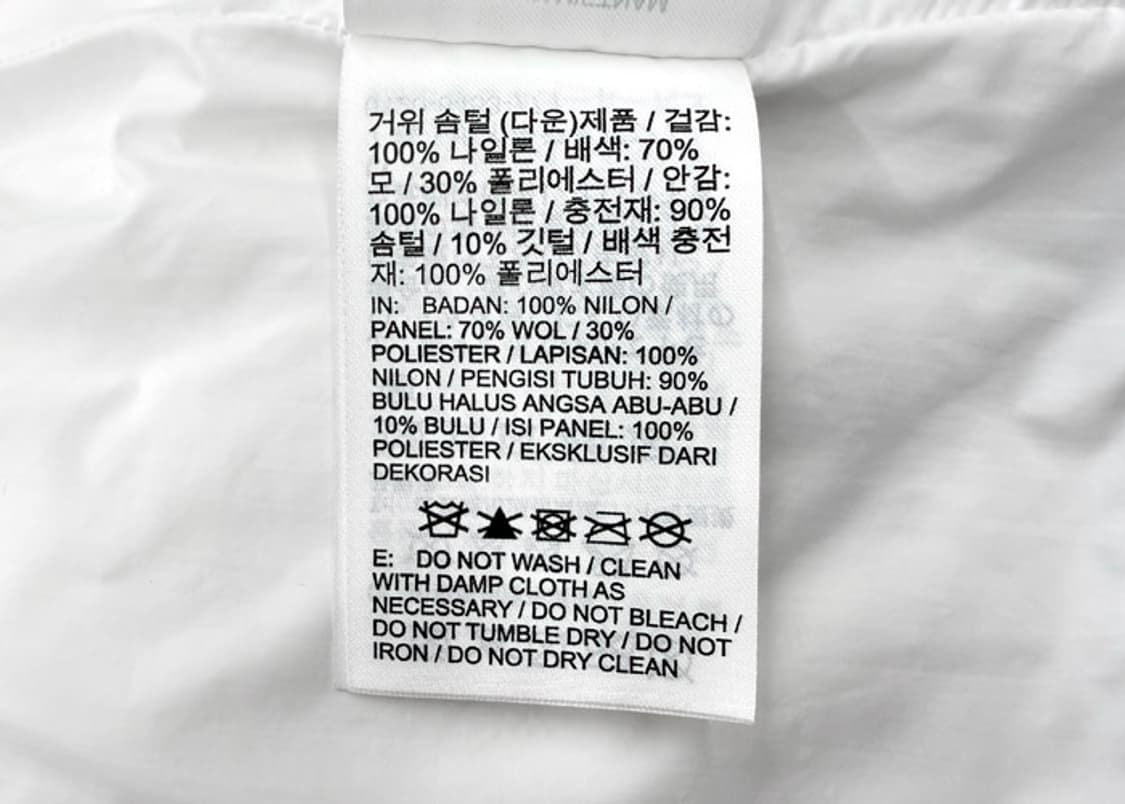 거위 솜털 (다운)제품 / 겉감:
100% 나일론 / 배색: 70%
모 / 30% 폴리에스터 / 안감:
100% 나일론 / 충전재: 90%
솜털 / 10% 깃털 / 배색 충전
재: 100% 폴리에스터
IN: BADAN: 100% NILON /
PANEL: 70% WOL / 30%
POLIESTER / LAPISAN: 100%
NILON / PENGISI TUBUH: 90%
BULU HALUS ANGSA ABU-ABU /
10% BULU / ISI PANEL: 100%
POLIESTER / EKSKLUSIF DARI
DEKORASI
E: DO NOT WASH / CLEAN
WITH DAMP CLOTH AS
NECESSARY / DO NOT BLEACH /
DO NOT TUMBLE DRY / DO NOT
IRON / DO NOT DRY CLEAN